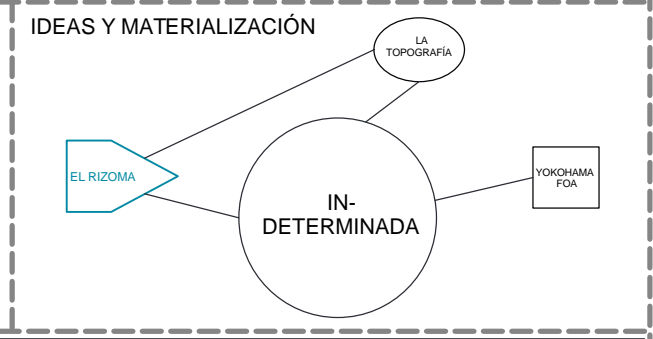 IDEAS Y MATERIALIZACIÓN
LA
TOPOGRAFÍA
EL RIZOMA
YOKOHAMA
FOA
IN-
DETERMINADA